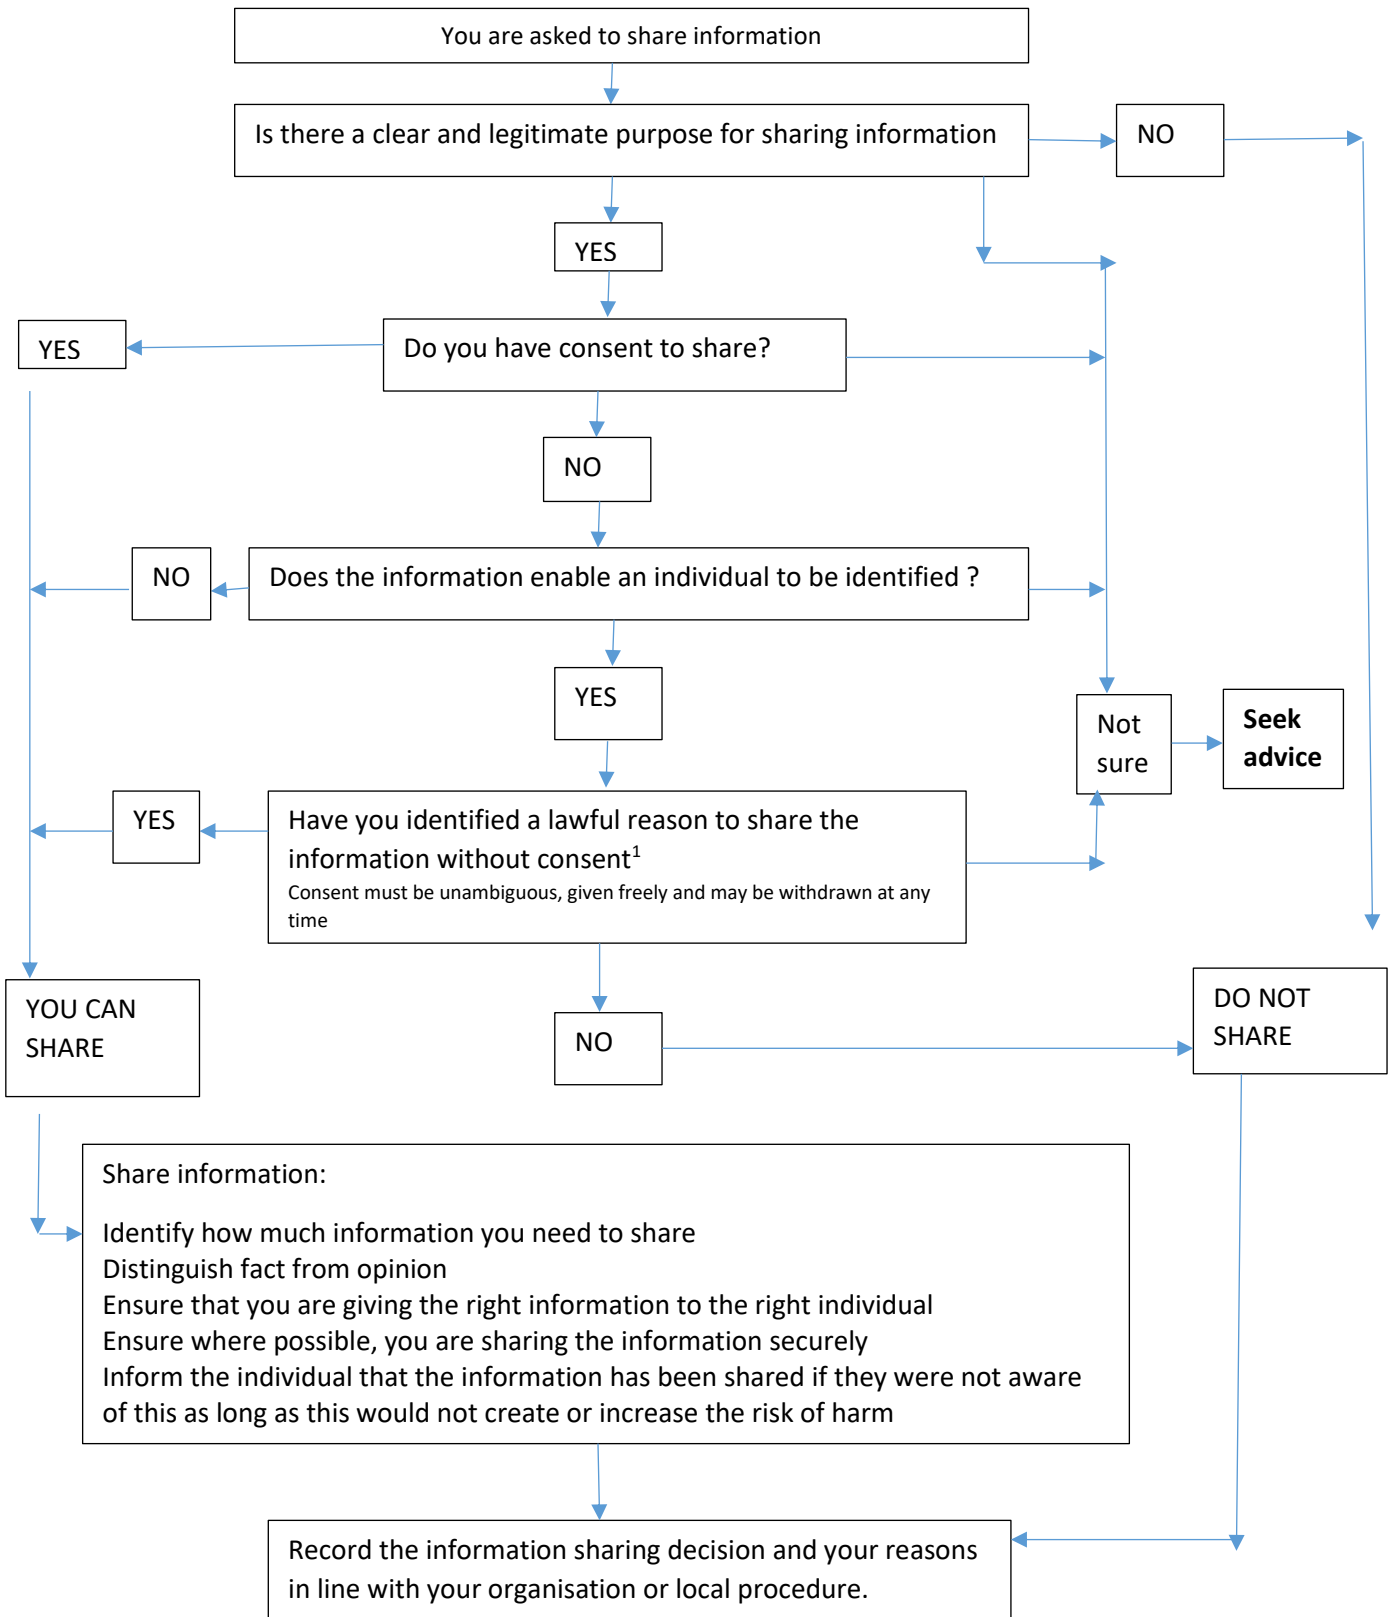 You are asked to share information
Is there a clear and legitimate purpose for sharing information
NO
YES
YES
Do you have consent to share?
NO
NO
Does the information enable an individual to be identified ?
YES
Not
sure
Seek
advice
YES
Have you identified a lawful reason to share the
information without consent1
Consent must be unambiguous, given freely and may be withdrawn at any
time
YOU CAN
SHARE
NO
DO NOT
SHARE
Share information:
Identify how much information you need to share
Distinguish fact from opinion
Ensure that you are giving the right information to the right individual
Ensure where possible, you are sharing the information securely
Inform the individual that the information has been shared if they were not aware
of this as long as this would not create or increase the risk of harm
Record the information sharing decision and your reasons
in line with your organisation or local procedure.